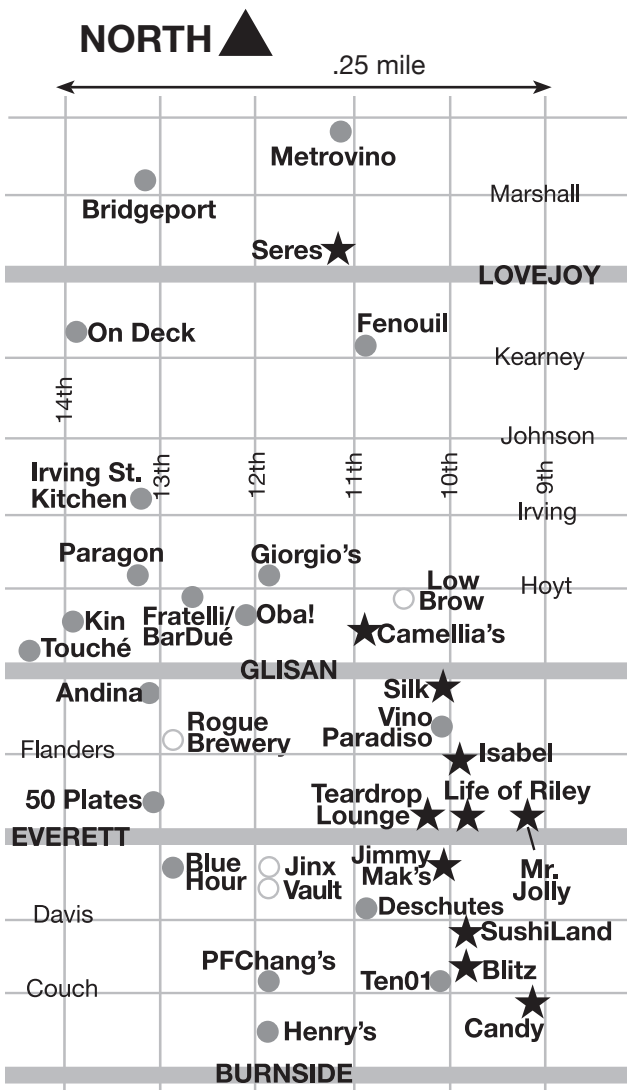 NORTH
.25 mile
Metrovino
Bridgeport
Marshall
Seres
LOVEJOY
On Deck
Fenouil
Kearney
14th
Johnson
13th
12th
11th
10th
9th
Irving St.
Kitchen
Irving
Paragon
Giorgio's
Hoyt
Low
Brow
Kin
Fratelli/
BarDué
Oba!
Camellia's
Touché
GLISAN
Andina
Silk
Rogue
Brewery
Vino
Paradiso
Flanders
Isabel
50 Plates
Teardrop
Lounge
Life of Riley
EVERETT
Blue
Hour
Jinx
Vault
Jimmy
Mak's
Mr.
Jolly
Davis
Deschutes
SushiLand
PFChang's
Couch
Ten01
Blitz
Henry's
Candy
BURNSIDE